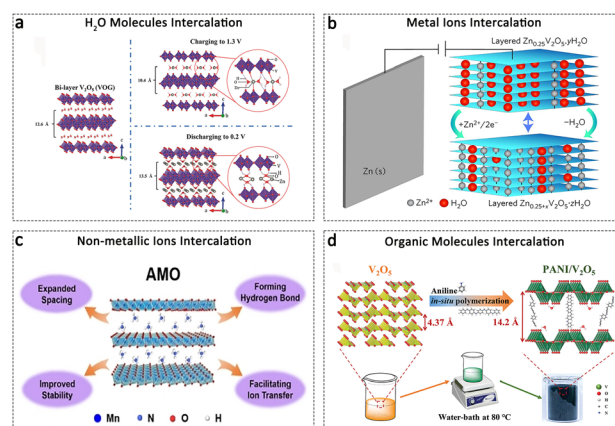 a
H₂O Molecules Intercalation
Bi-layer V₂O₅ (VOG)
12.6 Å
Charging to 1.3 V
10.4 Å
Discharging to 0.2 V
13.5 Å
H
O
Zn
O
V
H
O
Zn
a
b
c
b
Metal Ions Intercalation
Layered Zn₀.₂₅V₂O₅·yH₂O
+Zn²⁺/2e⁻
−H₂O
Zn (s)
Layered Zn₀.₂₅₊ₓV₂O₅·zH₂O
Zn²⁺
H₂O
c
Non-metallic Ions Intercalation
Expanded
Spacing
AMO
Forming
Hydrogen Bond
Improved
Stability
Facilitating
Ion Transfer
Mn
N
O
H
d
Organic Molecules Intercalation
V₂O₅
Aniline
in-situ polymerization
PANI/V₂O₅
4.37 Å
14.2 Å
Water-bath at 80 ℃
V
O
H
C
N